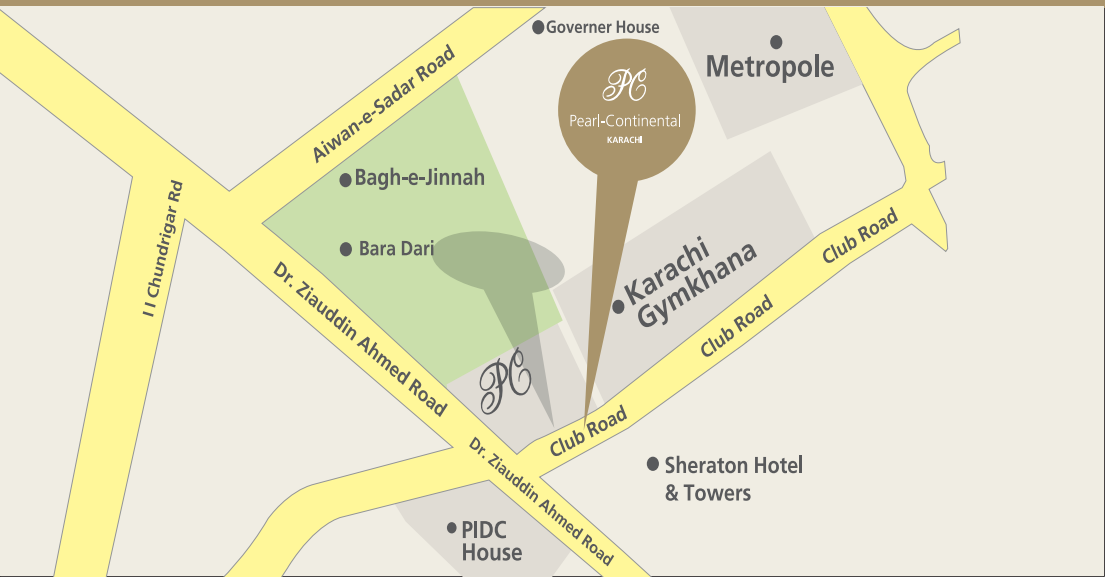 Governer House
Metropole
PC
Pearl-Continental
KARACHI
Aiwan-e-Sadar Road
Bagh-e-Jinnah
I I Chundrigar Rd
Bara Dari
Karachi
Gymkhana
Club Road
Club Road
Dr. Ziauddin Ahmed Road
PC
Club Road
Dr. Ziauddin Ahmed Road
Sheraton Hotel
& Towers
PIDC
House